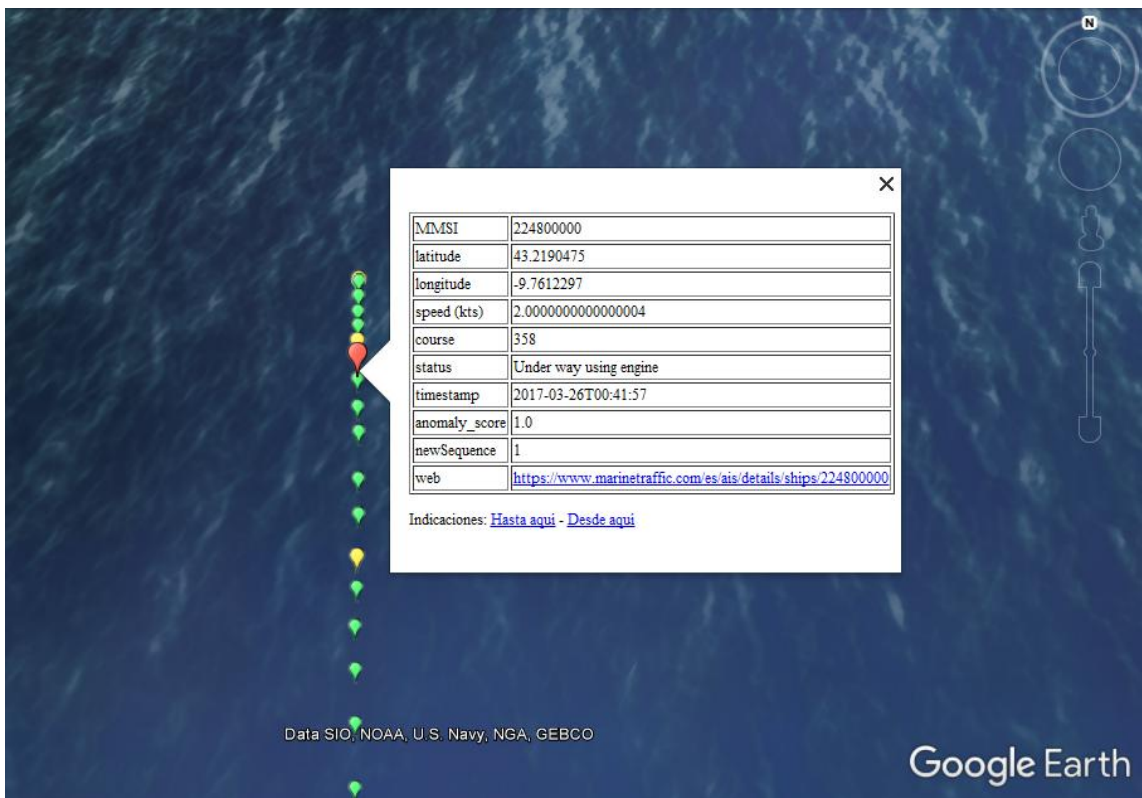 N
MMSI 224800000
latitude 43.2190475
longitude -9.7612297
speed (kts) 2.0000000000000004
course 358
status Under way using engine
timestamp 2017-03-26T00:41:57
anomaly_score 1.0
newSequence 1
web https://www.marinetraffic.com/es/ais/details/ships/224800000
Indicaciones: Hasta aquí - Desde aquí
Data SIO, NOAA, U.S. Navy, NGA, GEBCO
Google Earth